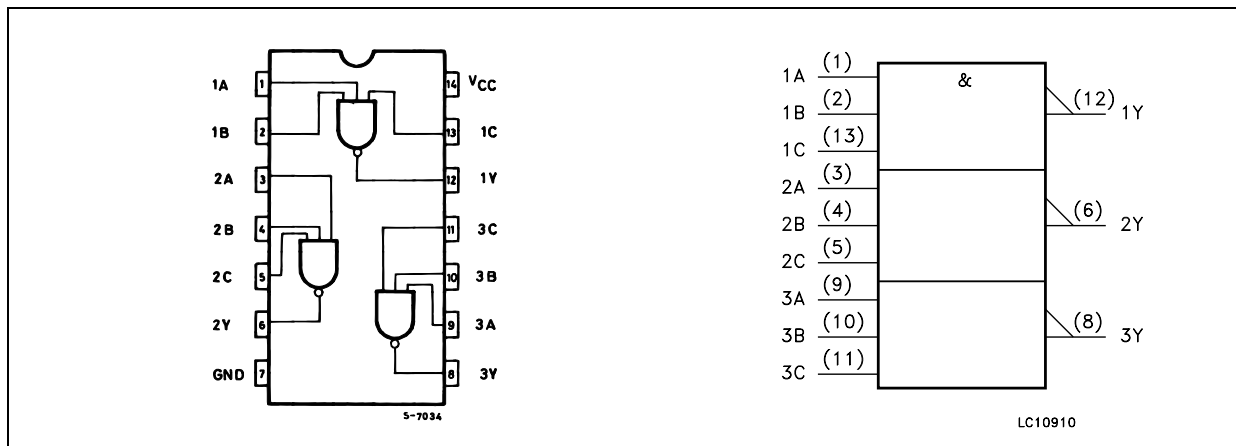 1A 1 14 VCC
1B 2 13 1C
2A 3 12 1Y
2B 4 11 3C
2C 5 10 3B
2Y 6 9 3A
GND 7 8 3Y
S-7034
&
1A (1)
(12) 1Y
1B (2)
1C (13)
2A (3)
(6) 2Y
2B (4)
2C (5)
3A (9)
(8) 3Y
3B (10)
3C (11)
LC10910